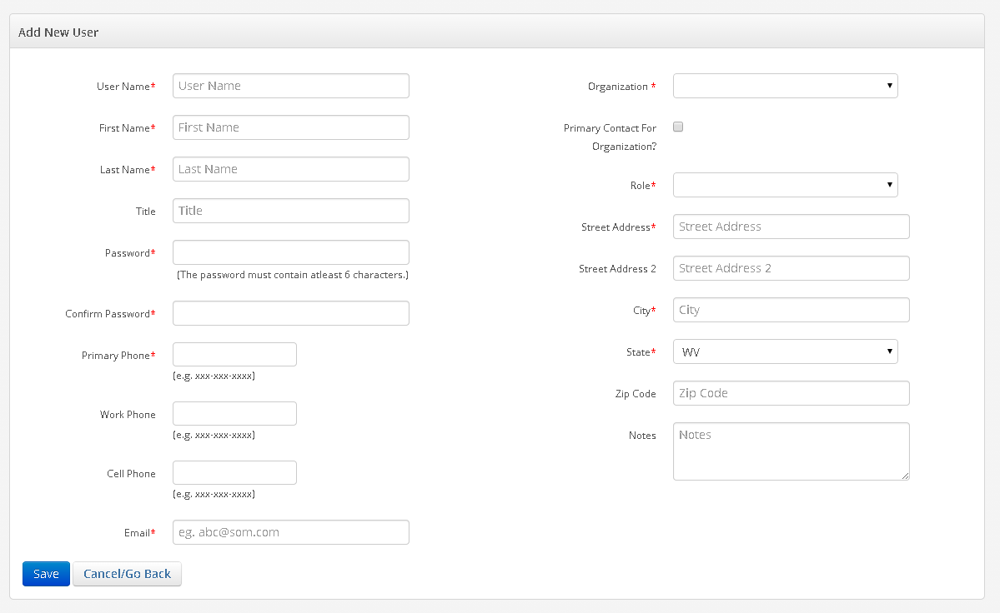 Add New User
User Name* User Name
First Name* First Name
Last Name* Last Name
Title Title
Password*
(The password must contain atleast 6 characters.)
Confirm Password*
Primary Phone*
(e.g. xxx-xxx-xxxx)
Work Phone
(e.g. xxx-xxx-xxxx)
Cell Phone
(e.g. xxx-xxx-xxxx)
Email* eg. abc@som.com
Organization *
Primary Contact For
Organization?
Role*
Street Address* Street Address
Street Address 2 Street Address 2
City* City
State* WV
Zip Code Zip Code
Notes Notes
Save Cancel/Go Back